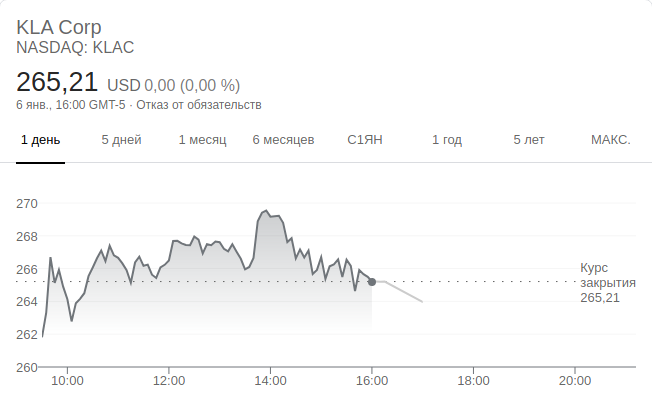 KLA Corp
NASDAQ: KLAC
265,21 USD 0,00 (0,00 %)
6 янв., 16:00 GMT-5 · Отказ от обязательств
1 день 5 дней 1 месяц 6 месяцев С1ЯН 1 год 5 лет МАКС.
270
268
266
264
262
260
Курс
закрытия
265,21
10:00 12:00 14:00 16:00 18:00 20:00